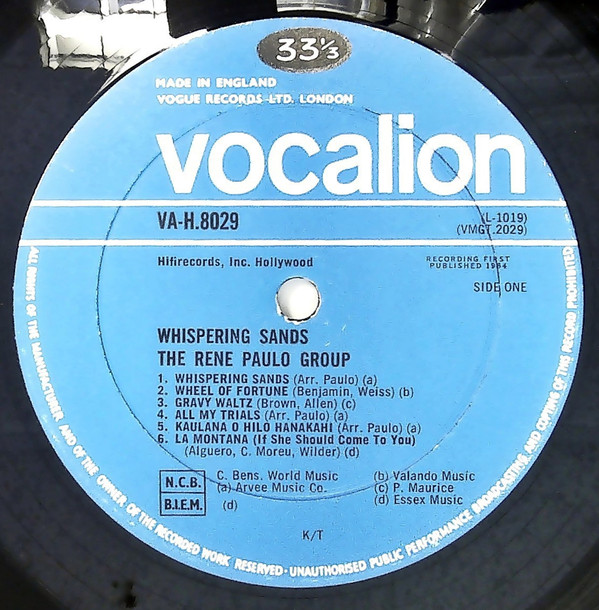 33⅓
MADE IN ENGLAND
VOGUE RECORDS LTD. LONDON
vocalion
VA-H.8029
(L-1019)
(VMGT.2029)
Hifirecords, Inc. Hollywood
RECORDING FIRST
PUBLISHED 1964
SIDE ONE
WHISPERING SANDS
THE RENE PAULO GROUP
1. WHISPERING SANDS (Arr. Paulo) (a)
2. WHEEL OF FORTUNE (Benjamin, Weiss) (b)
3. GRAVY WALTZ (Brown, Allen) (c)
4. ALL MY TRIALS (Arr. Paulo) (a)
5. KAULANA O HILO HANAKAHI (Arr. Paulo) (a)
6. LA MONTANA (If She Should Come To You)
(Alguero, C. Moreu, Wilder) (d)
N.C.B.
B.I.E.M.
C. Bens. World Music
(a) Arvee Music Co.
(d)
(b) Valando Music
(c) P. Maurice
(d) Essex Music
K/T
ALL RIGHTS OF THE MANUFACTURER AND OF THE OWNER OF THE RECORDED WORK RESERVED · UNAUTHORISED PUBLIC PERFORMANCE BROADCASTING AND COPYING OF THIS RECORD PROHIBITED